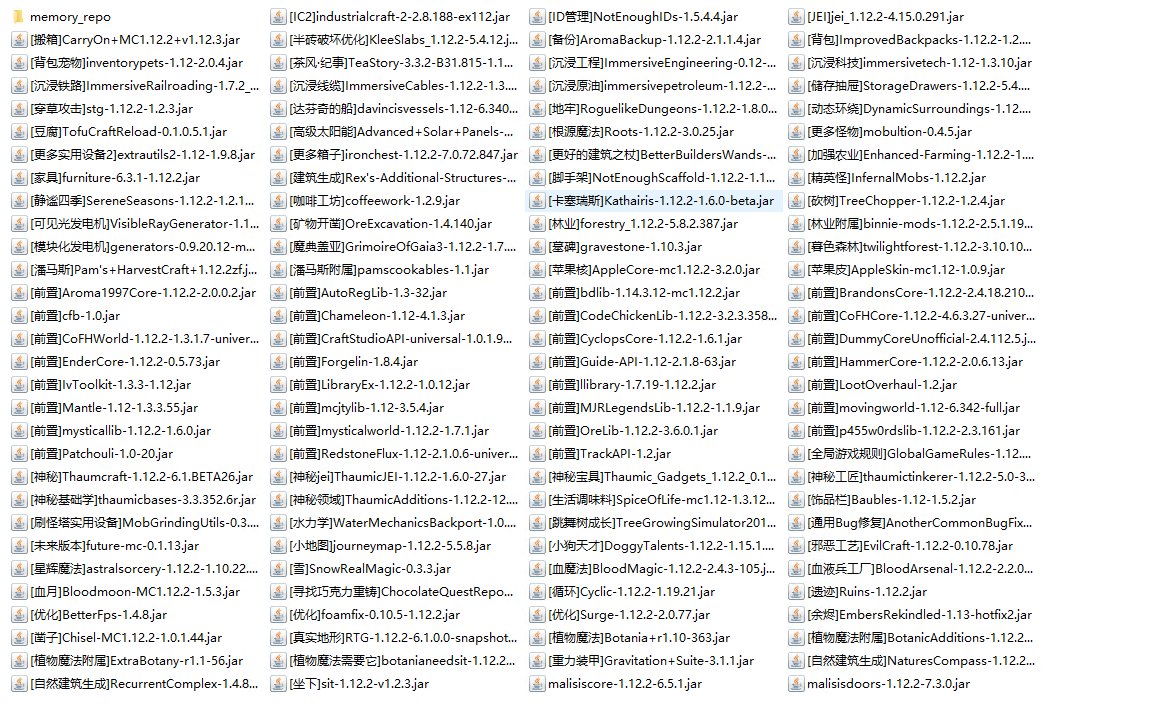 memory_repo [IC2]industrialcraft-2-2.8.188-ex112.jar [ID管理]NotEnoughIDs-1.5.4.4.jar [JEI]jei_1.12.2-4.15.0.291.jar
[搬箱]CarryOn+MC1.12.2+v1.12.3.jar [半砖破坏优化]KleeSlabs_1.12.2-5.4.12.j... [备份]AromaBackup-1.12.2-2.1.1.4.jar [背包]ImprovedBackpacks-1.12.2-1.2....
[背包宠物]inventorypets-1.12-2.0.4.jar [茶风·纪事]TeaStory-3.3.2-B31.815-1.1... [沉浸工程]ImmersiveEngineering-0.12-... [沉浸科技]immersivetech-1.12-1.3.10.jar
[沉浸铁路]ImmersiveRailroading-1.7.2_... [沉浸线缆]ImmersiveCables-1.12.2-1.3.... [沉浸原油]immersivepetroleum-1.12.2-... [储存抽屉]StorageDrawers-1.12.2-5.4....
[穿草攻击]stg-1.12.2-1.2.3.jar [达芬奇的船]davincisvessels-1.12-6.340... [地牢]RoguelikeDungeons-1.12.2-1.8.0... [动态环绕]DynamicSurroundings-1.12....
[豆腐]TofuCraftReload-0.1.0.5.1.jar [高级太阳能]Advanced+Solar+Panels-... [根源魔法]Roots-1.12.2-3.0.25.jar [更多怪物]mobultion-0.4.5.jar
[更多实用设备2]extrautils2-1.12-1.9.8.jar [更多箱子]ironchest-1.12.2-7.0.72.847.jar [更好的建筑之杖]BetterBuildersWands-... [加强农业]Enhanced-Farming-1.12.2-1....
[家具]furniture-6.3.1-1.12.2.jar [建筑生成]Rex's-Additional-Structures-... [脚手架]NotEnoughScaffold-1.12.2-1.1... [精英怪]InfernalMobs-1.12.2.jar
[静谧四季]SereneSeasons-1.12.2-1.2.1... [咖啡工坊]coffeework-1.2.9.jar [卡塞瑞斯]Kathairis-1.12.2-1.6.0-beta.jar [砍树]TreeChopper-1.12.2-1.2.4.jar
[可见光发电机]VisibleRayGenerator-1.1... [矿物开凿]OreExcavation-1.4.140.jar [林业]forestry_1.12.2-5.8.2.387.jar [林业附属]binnie-mods-1.12.2-2.5.1.19...
[模块化发电机]generators-0.9.20.12-m... [魔典盖亚]GrimoireOfGaia3-1.12.2-1.7.... [墓碑]gravestone-1.10.3.jar [暮色森林]twilightforest-1.12.2-3.10.10...
[潘马斯]Pam's+HarvestCraft+1.12.2zf.j... [潘马斯附属]pamscookables-1.1.jar [苹果核]AppleCore-mc1.12.2-3.2.0.jar [苹果皮]AppleSkin-mc1.12-1.0.9.jar
[前置]Aroma1997Core-1.12.2-2.0.0.2.jar [前置]AutoRegLib-1.3-32.jar [前置]bdlib-1.14.3.12-mc1.12.2.jar [前置]BrandonsCore-1.12.2-2.4.18.210...
[前置]cfb-1.0.jar [前置]Chameleon-1.12-4.1.3.jar [前置]CodeChickenLib-1.12.2-3.2.3.358... [前置]CoFHCore-1.12.2-4.6.3.27-univer...
[前置]CoFHWorld-1.12.2-1.3.1.7-univer... [前置]CraftStudioAPI-universal-1.0.1.9... [前置]CyclopsCore-1.12.2-1.6.1.jar [前置]DummyCoreUnofficial-2.4.112.5.j...
[前置]EnderCore-1.12.2-0.5.73.jar [前置]Forgelin-1.8.4.jar [前置]Guide-API-1.12-2.1.8-63.jar [前置]HammerCore-1.12.2-2.0.6.13.jar
[前置]IvToolkit-1.3.3-1.12.jar [前置]LibraryEx-1.12.2-1.0.12.jar [前置]llibrary-1.7.19-1.12.2.jar [前置]LootOverhaul-1.2.jar
[前置]Mantle-1.12-1.3.3.55.jar [前置]mcjtylib-1.12-3.5.4.jar [前置]MJRLegendsLib-1.12.2-1.1.9.jar [前置]movingworld-1.12-6.342-full.jar
[前置]mysticallib-1.12.2-1.6.0.jar [前置]mysticalworld-1.12.2-1.7.1.jar [前置]OreLib-1.12.2-3.6.0.1.jar [前置]p455w0rdslib-1.12.2-2.3.161.jar
[前置]Patchouli-1.0-20.jar [前置]RedstoneFlux-1.12-2.1.0.6-univer... [前置]TrackAPI-1.2.jar [全局游戏规则]GlobalGameRules-1.12....
[神秘]Thaumcraft-1.12.2-6.1.BETA26.jar [神秘jei]ThaumicJEI-1.12.2-1.6.0-27.jar [神秘宝具]Thaumic_Gadgets_1.12.2_0.1... [神秘工匠]thaumictinkerer-1.12.2-5.0-3...
[神秘基础学]thaumicbases-3.3.352.6r.jar [神秘领域]ThaumicAdditions-1.12.2-12.... [生活调味料]SpiceOfLife-mc1.12-1.3.12... [饰品栏]Baubles-1.12-1.5.2.jar
[刷怪塔实用设备]MobGrindingUtils-0.3.... [水力学]WaterMechanicsBackport-1.0.... [跳舞树成长]TreeGrowingSimulator201... [通用Bug修复]AnotherCommonBugFix...
[未来版本]future-mc-0.1.13.jar [小地图]journeymap-1.12.2-5.5.8.jar [小狗天才]DoggyTalents-1.12.2-1.15.1.... [邪恶工艺]EvilCraft-1.12.2-0.10.78.jar
[星辉魔法]astralsorcery-1.12.2-1.10.22.... [雪]SnowRealMagic-0.3.3.jar [血魔法]BloodMagic-1.12.2-2.4.3-105.j... [血液兵工厂]BloodArsenal-1.12.2-2.2.0...
[血月]Bloodmoon-MC1.12.2-1.5.3.jar [寻找巧克力重铸]ChocolateQuestRepo... [循环]Cyclic-1.12.2-1.19.21.jar [遗迹]Ruins-1.12.2.jar
[优化]BetterFps-1.4.8.jar [优化]foamfix-0.10.5-1.12.2.jar [优化]Surge-1.12.2-2.0.77.jar [余烬]EmbersRekindled-1.13-hotfix2.jar
[凿子]Chisel-MC1.12.2-1.0.1.44.jar [真实地形]RTG-1.12.2-6.1.0.0-snapshot... [植物魔法]Botania+r1.10-363.jar [植物魔法附属]BotanicAdditions-1.12.2...
[植物魔法附属]ExtraBotany-r1.1-56.jar [植物魔法需要它]botanianeedsit-1.12.2... [重力装甲]Gravitation+Suite-3.1.1.jar [自然建筑生成]NaturesCompass-1.12.2...
[自然建筑生成]RecurrentComplex-1.4.8... [坐下]sit-1.12.2-v1.2.3.jar malisiscore-1.12.2-6.5.1.jar malisisdoors-1.12.2-7.3.0.jar